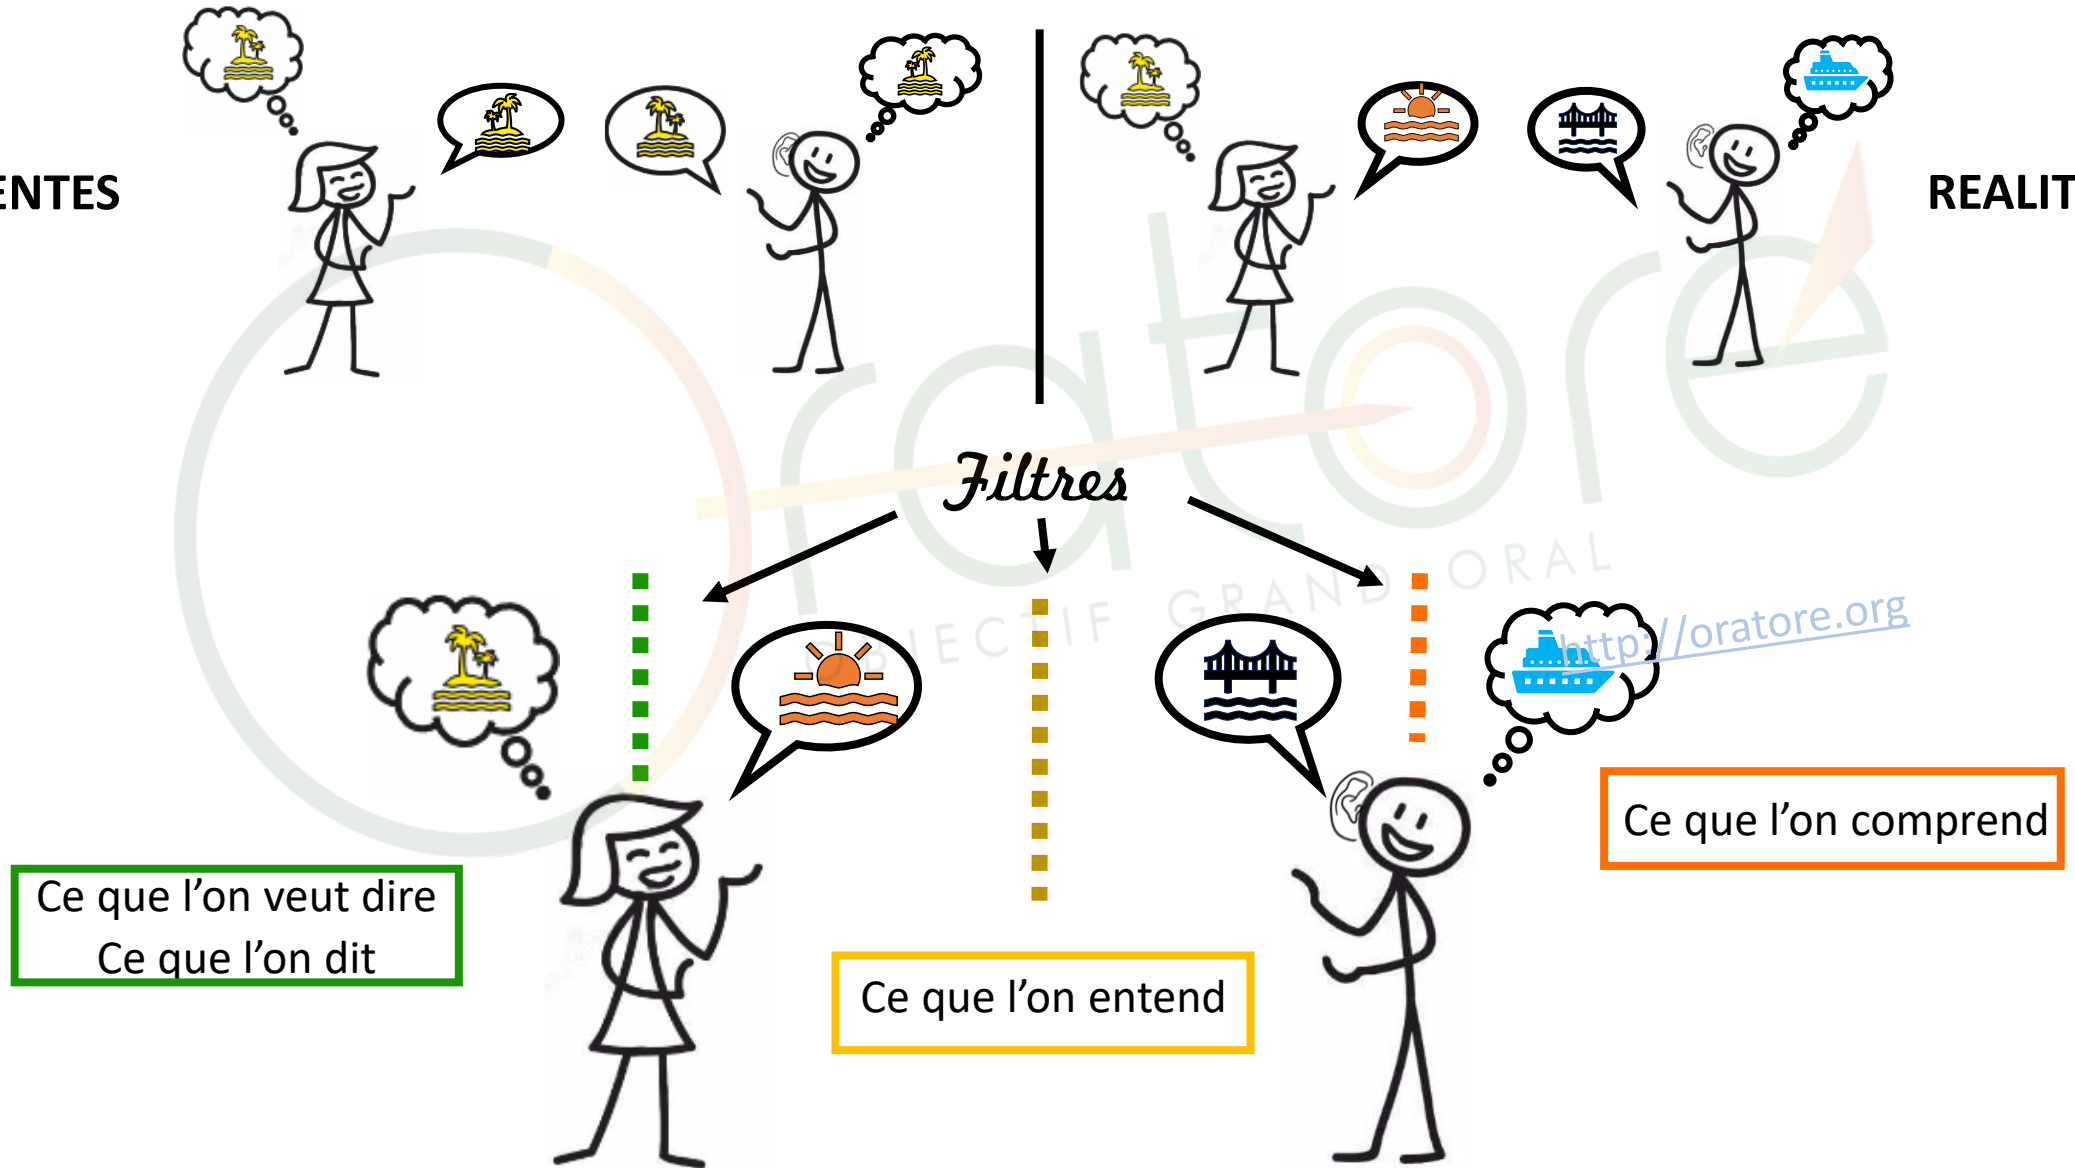 ENTES
REALIT
Filtres
Oratoré
OBJECTIF GRAND ORAL
http://oratore.org
Ce que l’on comprend
Ce que l’on veut dire
Ce que l’on dit
Ce que l’on entend